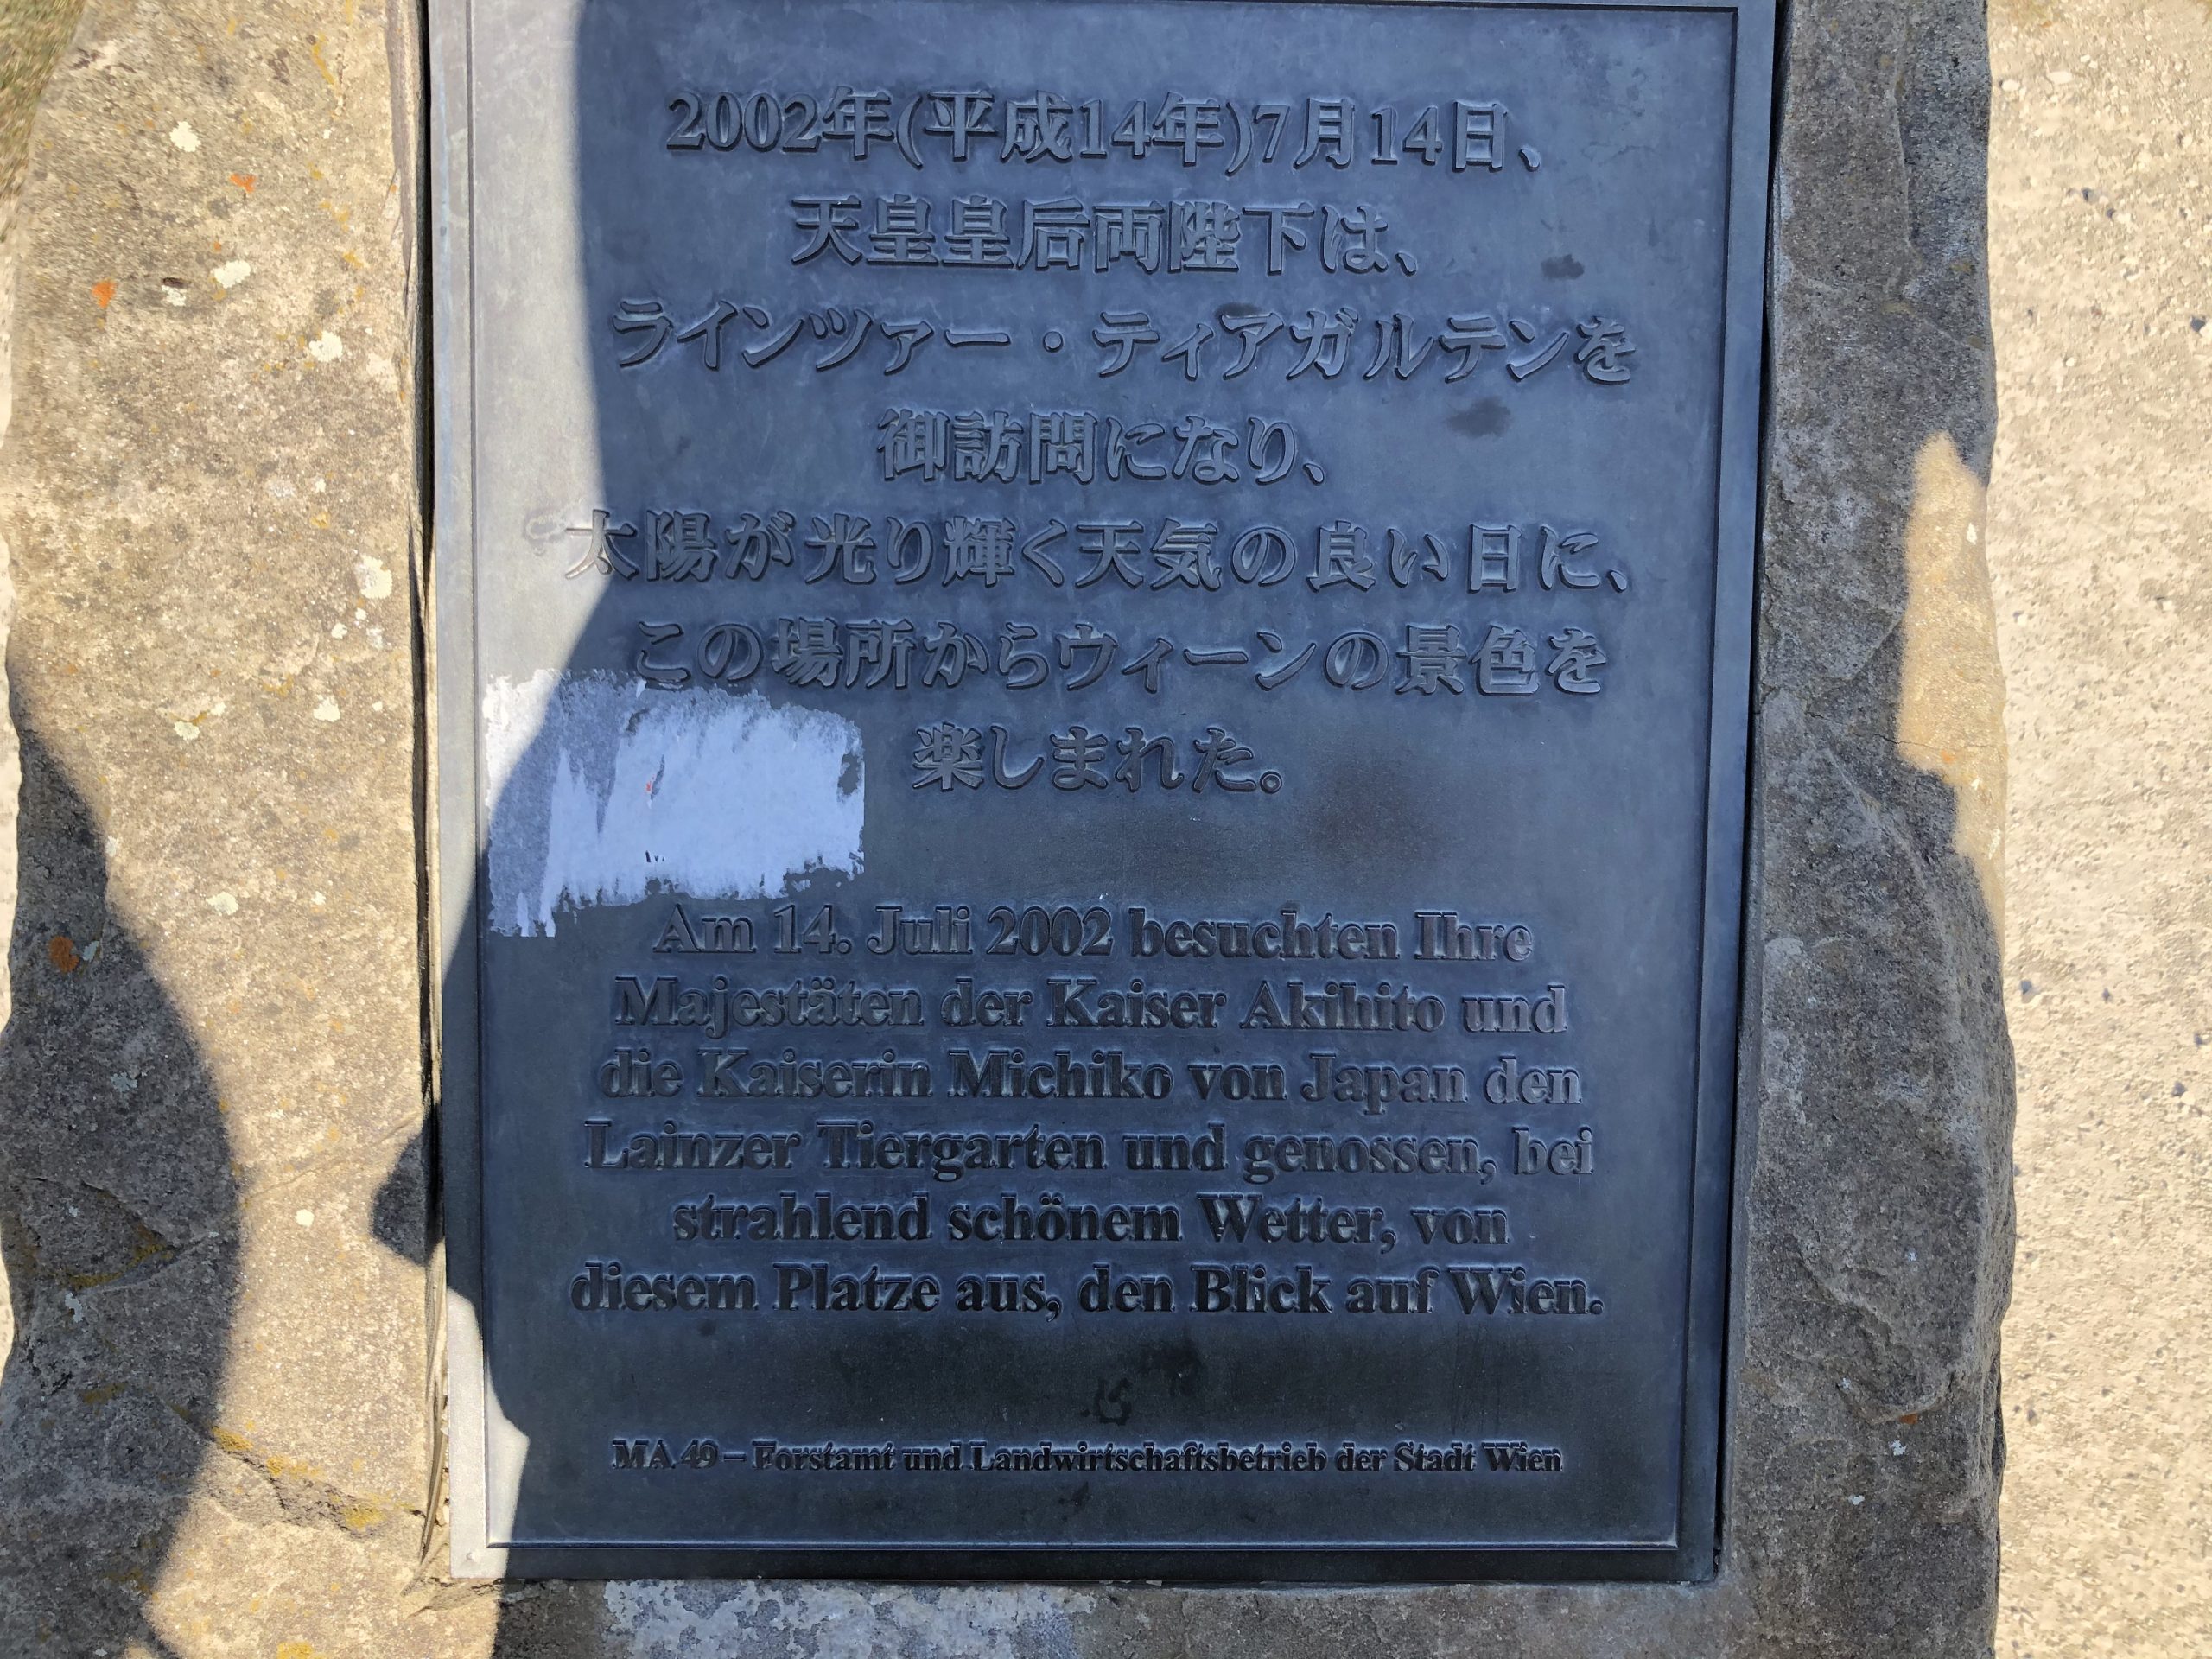 2002年(平成14年)7月14日、
天皇皇后両陛下は、
ラインツァー・ティアガルテンを
御訪問になり、
太陽が光り輝く天気の良い日に、
この場所からウィーンの景色を
楽しまれた。
Am 14. Juli 2002 besuchten Ihre
Majestäten der Kaiser Akihito und
die Kaiserin Michiko von Japan den
Lainzer Tiergarten und genossen, bei
strahlend schönem Wetter, von
diesem Platze aus, den Blick auf Wien.
MA 49 – Forstamt und Landwirtschaftsbetrieb der Stadt Wien